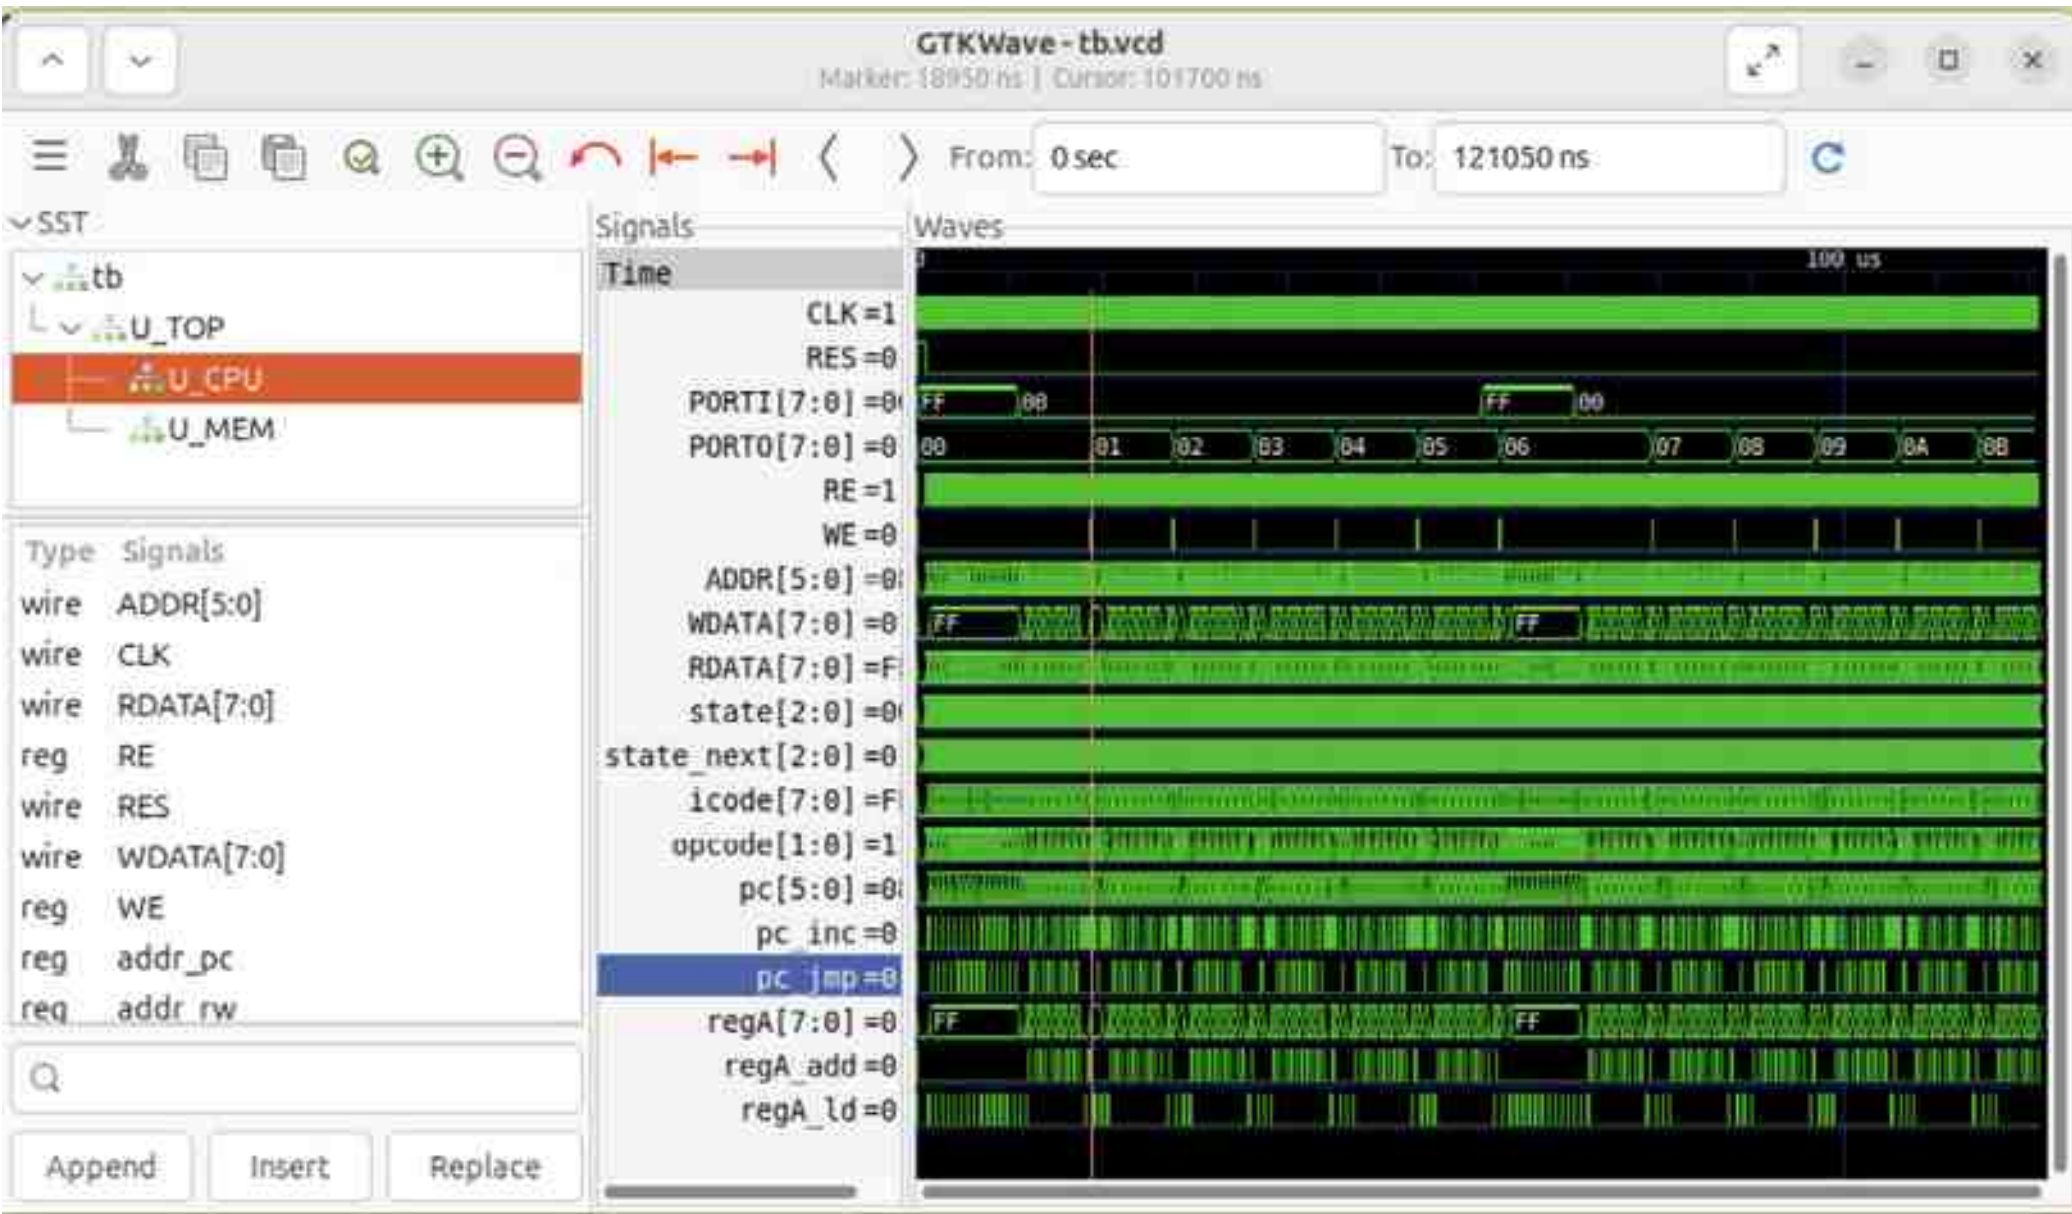 GTKWave - tb.vcd
Marker: 18950 ns | Cursor: 101700 ns
From: 0 sec To: 121050 ns
SST
tb
U_TOP
U_CPU
U_MEM
Type Signals
wire ADDR[5:0]
wire CLK
wire RDATA[7:0]
reg RE
wire RES
wire WDATA[7:0]
reg WE
reg addr_pc
reg addr_rw
Append Insert Replace
Signals
Time
CLK =1
RES =0
PORTI[7:0] =0
PORTO[7:0] =0
RE =1
WE =0
ADDR[5:0] =0
WDATA[7:0] =0
RDATA[7:0] =F
state[2:0] =0
state_next[2:0] =0
icode[7:0] =F
opcode[1:0] =1
pc[5:0] =0
pc_inc =0
pc_jmp =0
regA[7:0] =0
regA_add =0
regA_ld =0
Waves
100 us
FF 00 FF 00
00 01 02 03 04 05 06 07 08 09 0A 0B
FF FF
FF FF